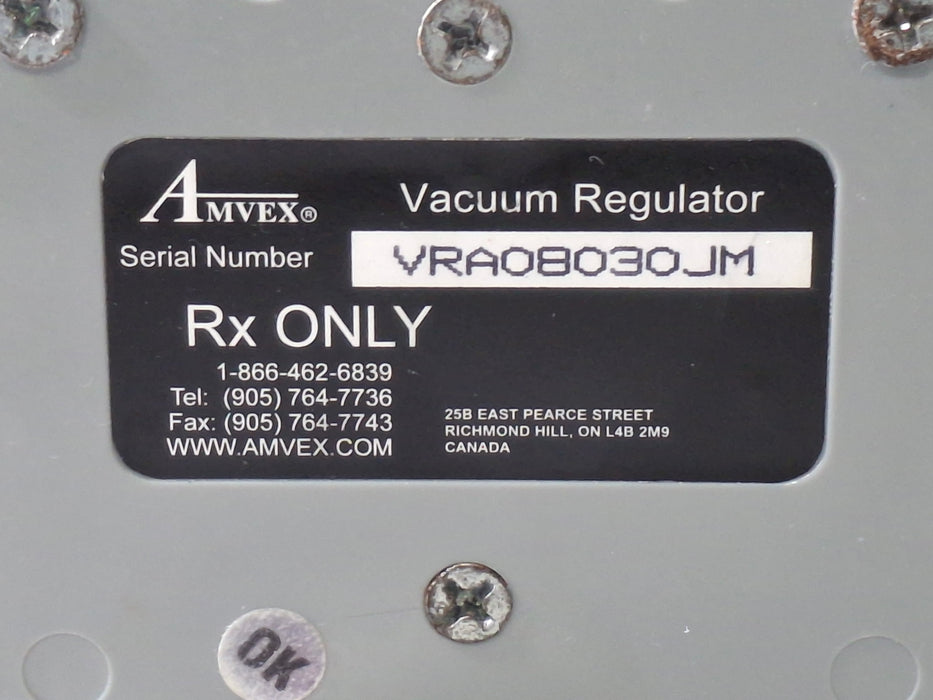 AMVEX®
Vacuum Regulator
Serial Number VRA08030JM
Rx ONLY
1-866-462-6839
Tel: (905) 764-7736
Fax: (905) 764-7743
WWW.AMVEX.COM
25B EAST PEARCE STREET
RICHMOND HILL, ON L4B 2M9
CANADA
OK